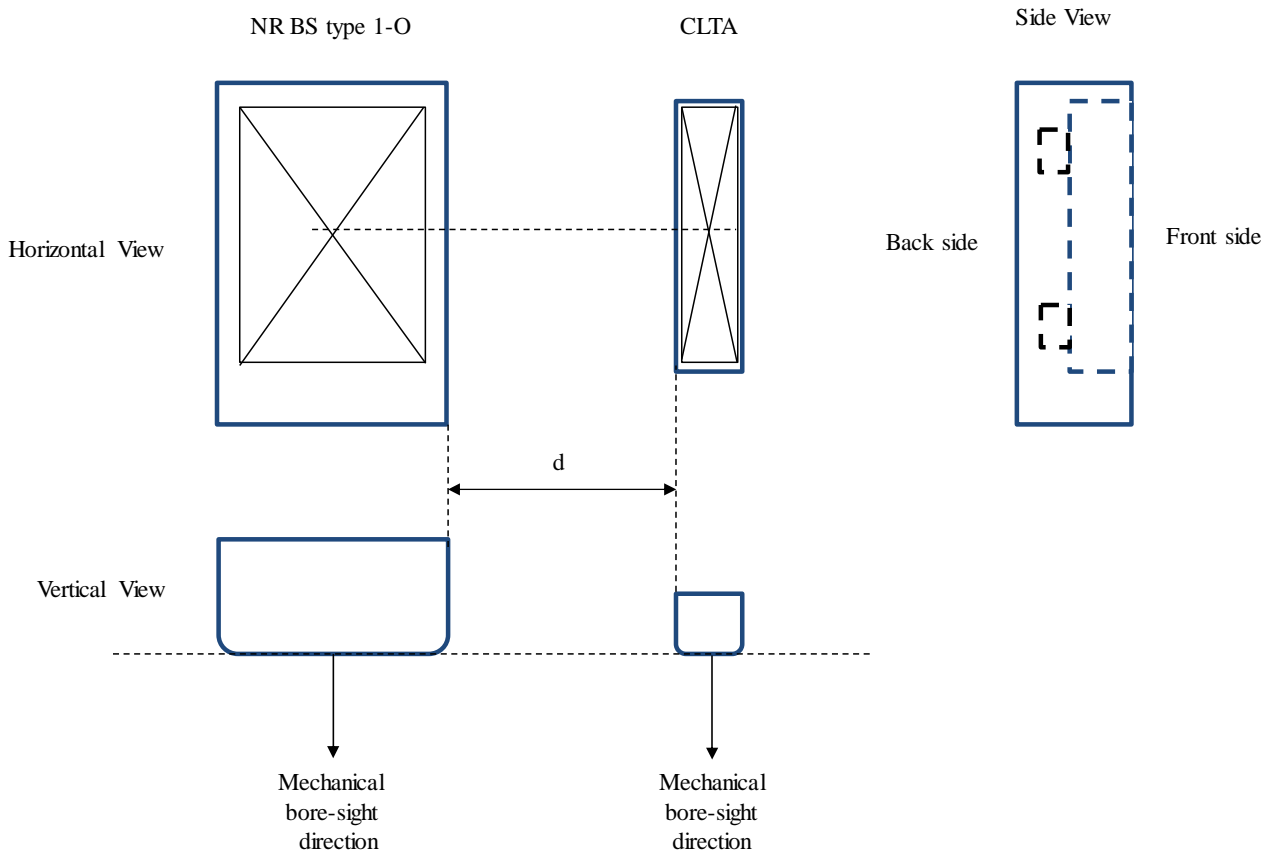 NR BS type 1-O
CLTA
Side View
Horizontal View
Back side
Front side
d
Vertical View
Mechanical
bore-sight
direction
Mechanical
bore-sight
direction